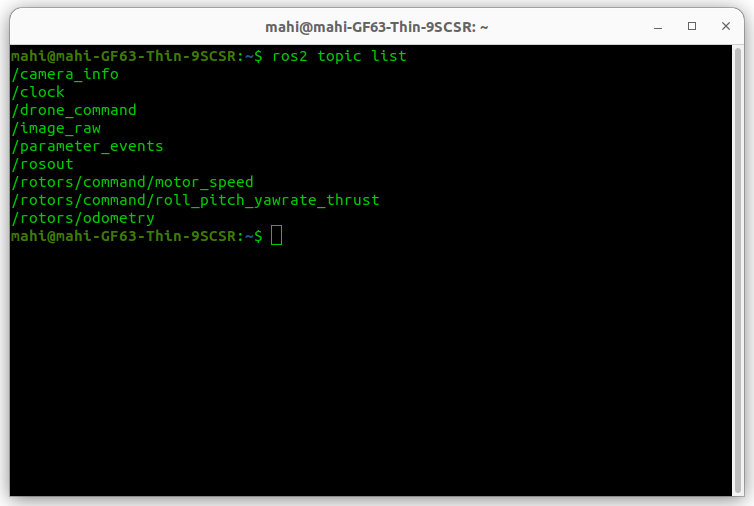 mahi@mahi-GF63-Thin-9SCSR: ~
mahi@mahi-GF63-Thin-9SCSR:~$ ros2 topic list
/camera_info
/clock
/drone_command
/image_raw
/parameter_events
/rosout
/rotors/command/motor_speed
/rotors/command/roll_pitch_yawrate_thrust
/rotors/odometry
mahi@mahi-GF63-Thin-9SCSR:~$